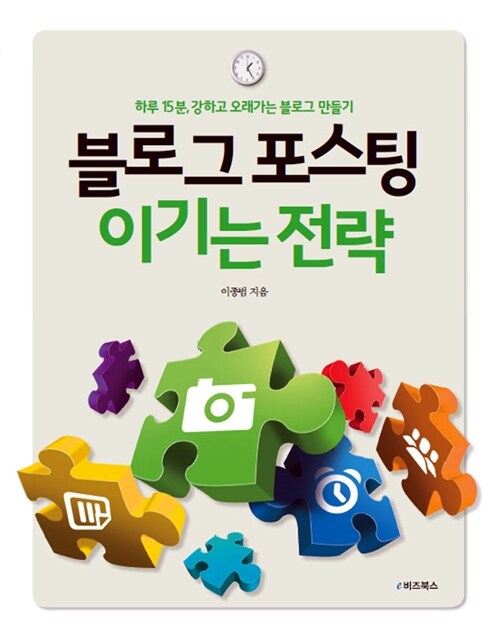 하루 15분, 강하고 오래가는 블로그 만들기
블로그 포스팅
이기는 전략
이종범 지음
e비즈북스